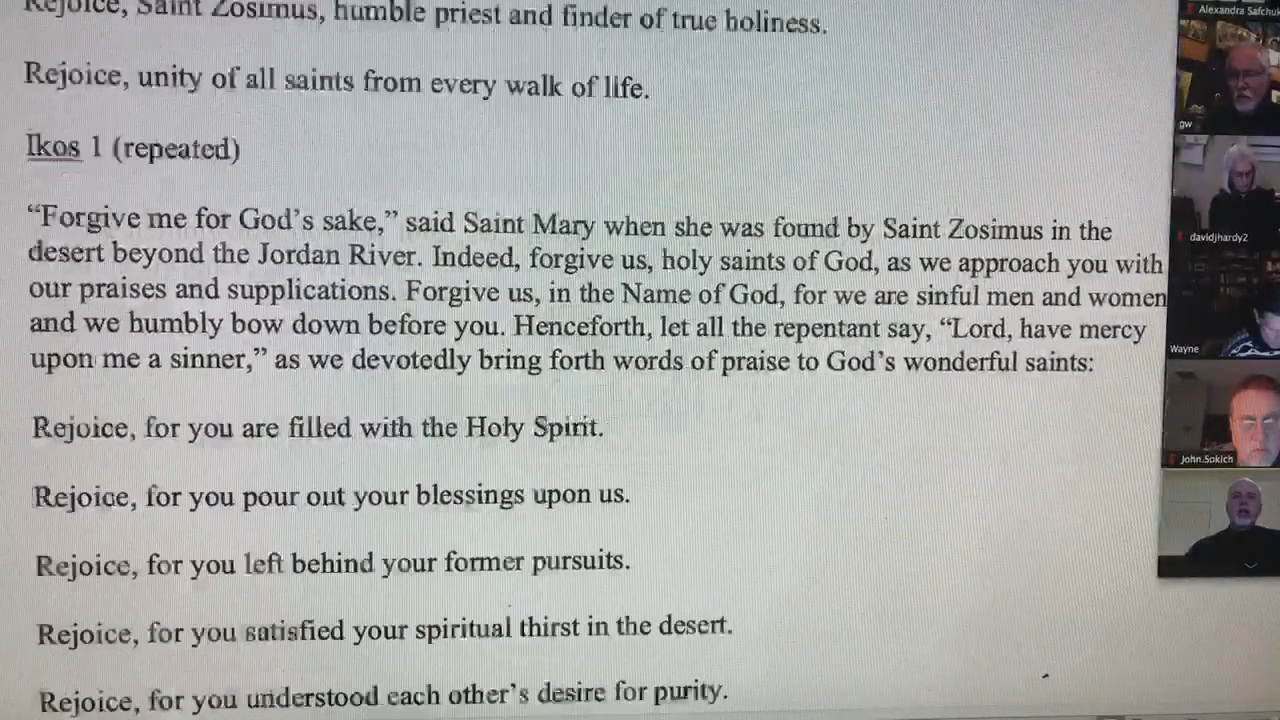 Rejoice, Saint Zosimus, humble priest and finder of true holiness.
Rejoice, unity of all saints from every walk of life.
Ikos 1 (repeated)
“Forgive me for God’s sake,” said Saint Mary when she was found by Saint Zosimus in the
desert beyond the Jordan River. Indeed, forgive us, holy saints of God, as we approach you with
our praises and supplications. Forgive us, in the Name of God, for we are sinful men and women
and we humbly bow down before you. Henceforth, let all the repentant say, “Lord, have mercy
upon me a sinner,” as we devotedly bring forth words of praise to God’s wonderful saints:
Rejoice, for you are filled with the Holy Spirit.
Rejoice, for you pour out your blessings upon us.
Rejoice, for you left behind your former pursuits.
Rejoice, for you satisfied your spiritual thirst in the desert.
Rejoice, for you understood each other’s desire for purity.
Alexandra Safchuk
gw
davidjhardy2
Wayne
John.Sokich